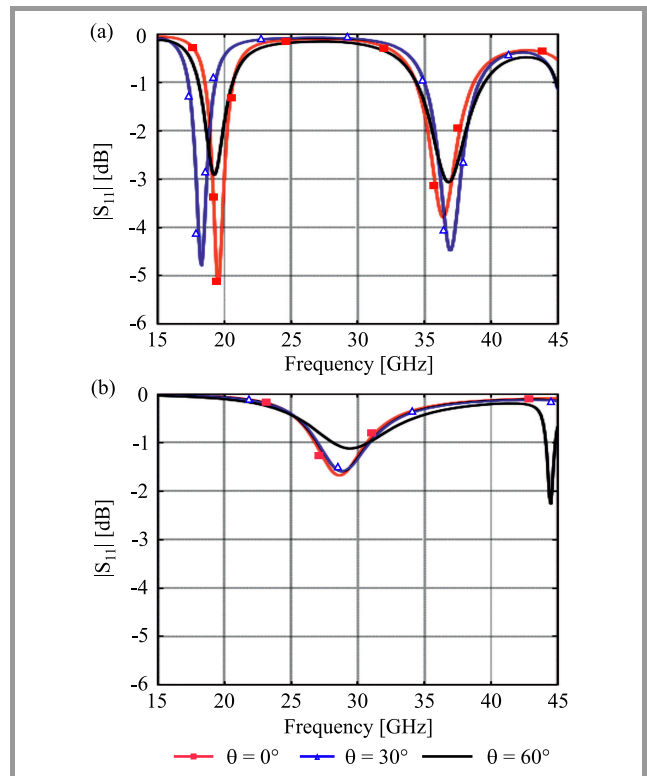 (a)
0
-1
-2
-3
-4
-5
-6
|S₁₁| [dB]
15 20 25 30 35 40 45
Frequency [GHz]
(b)
0
-1
-2
-3
-4
-5
-6
|S₁₁| [dB]
15 20 25 30 35 40 45
Frequency [GHz]
θ = 0° θ = 30° θ = 60°